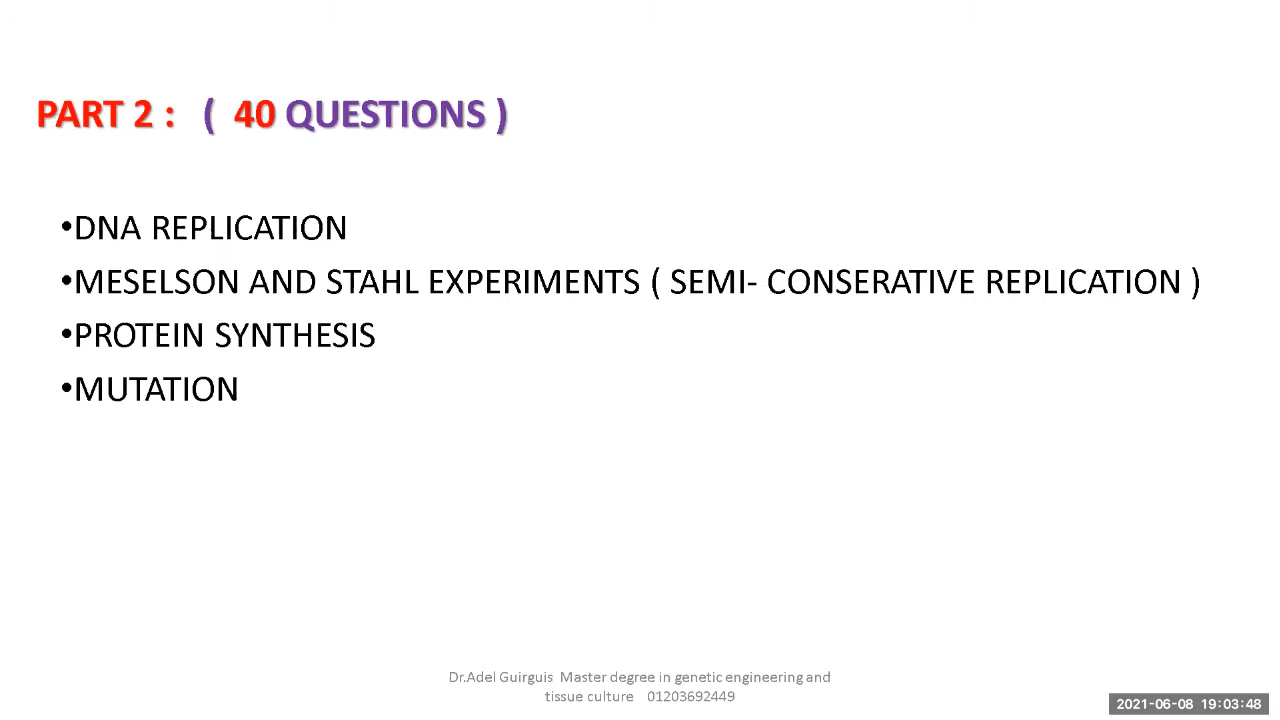 PART 2 : ( 40 QUESTIONS )
•DNA REPLICATION
•MESELSON AND STAHL EXPERIMENTS ( SEMI- CONSERATIVE REPLICATION )
•PROTEIN SYNTHESIS
•MUTATION
Dr.Adel Guirguis Master degree in genetic engineering and
tissue culture 01203692449
2021-06-08 19:03:48